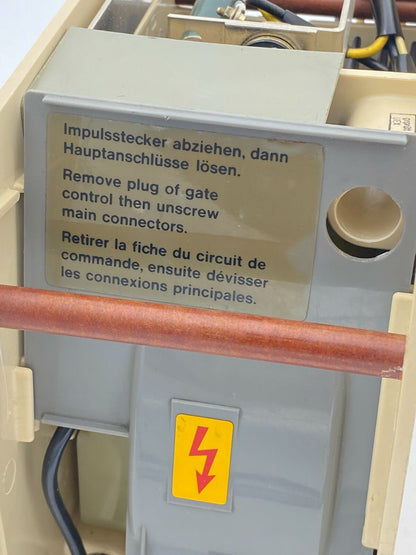 Impulsstecker abziehen, dann
Hauptanschlüsse lösen.
Remove plug of gate
control then unscrew
main connectors.
Retirer la fiche du circuit de
commande, ensuite dévisser
les connexions principales.